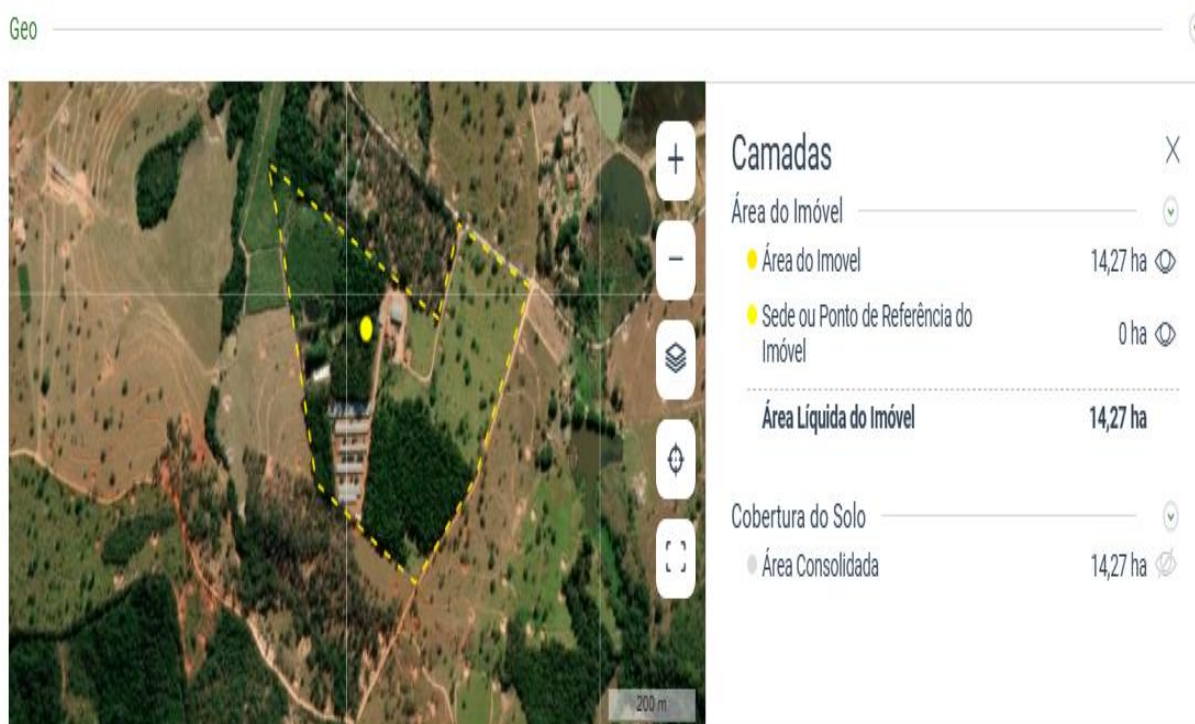 Geo
Camadas
Área do Imóvel
Área do Imovel 14,27 ha
Sede ou Ponto de Referência do
Imóvel 0 ha
Área Líquida do Imóvel 14,27 ha
Cobertura do Solo
Área Consolidada 14,27 ha
200 m